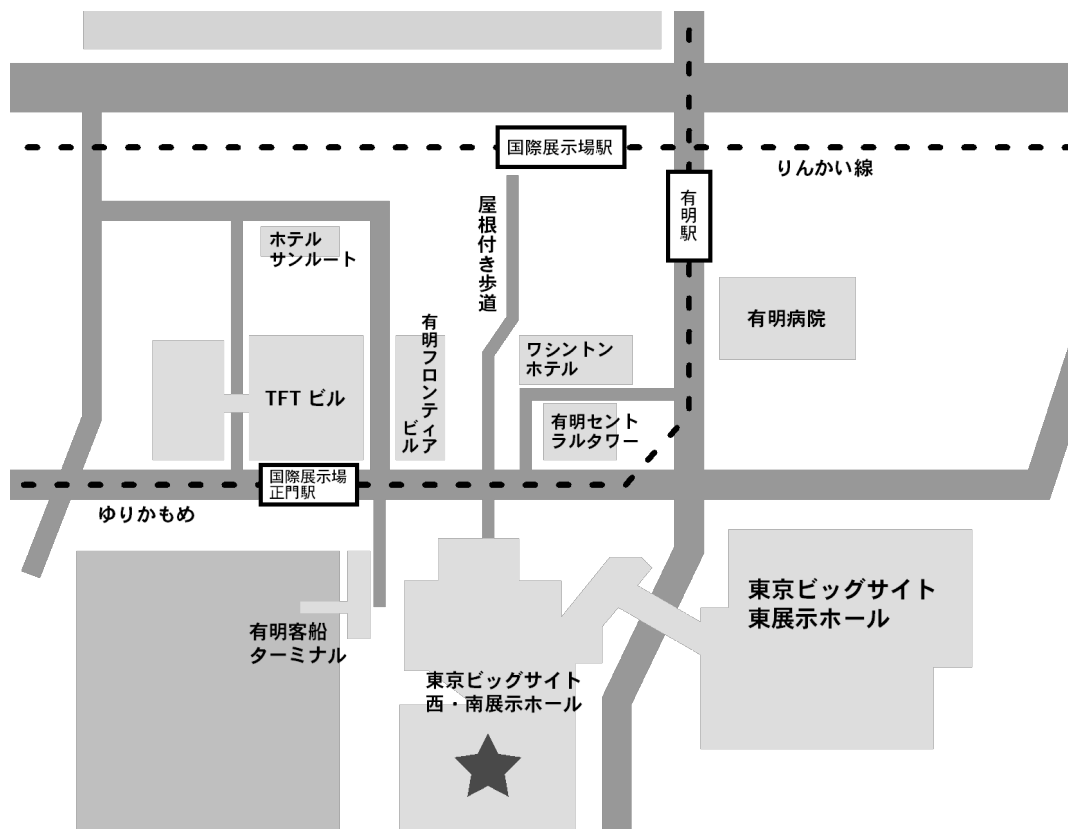 国際展示場駅
りんかい線
有明駅
屋根付き歩道
ホテル
サンルート
有明病院
有明フロンティア
ビル
ワシントン
ホテル
TFT ビル
有明セント
ラルタワー
国際展示場
正門駅
ゆりかもめ
東京ビッグサイト
東展示ホール
有明客船
ターミナル
東京ビッグサイト
西・南展示ホール